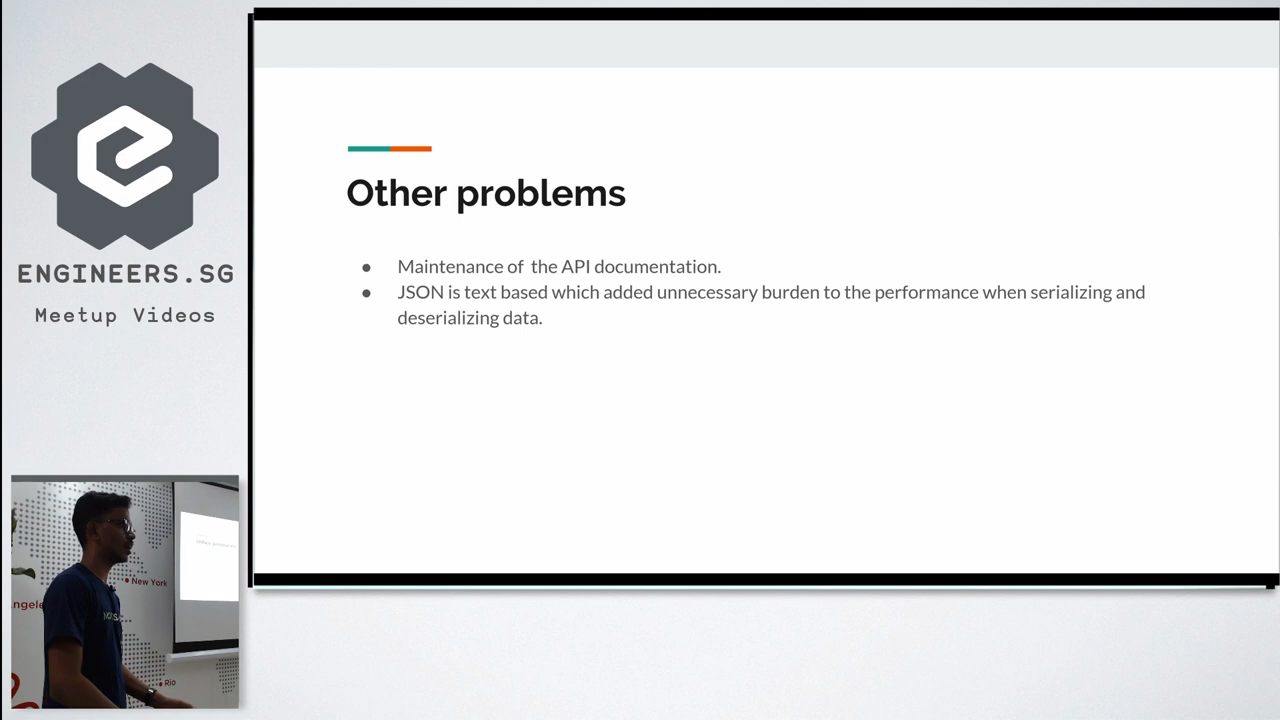 ENGINEERS.SG
Meetup Videos
Other problems
● Maintenance of the API documentation.
● JSON is text based which added unnecessary burden to the performance when serializing and
deserializing data.
New York
Rio